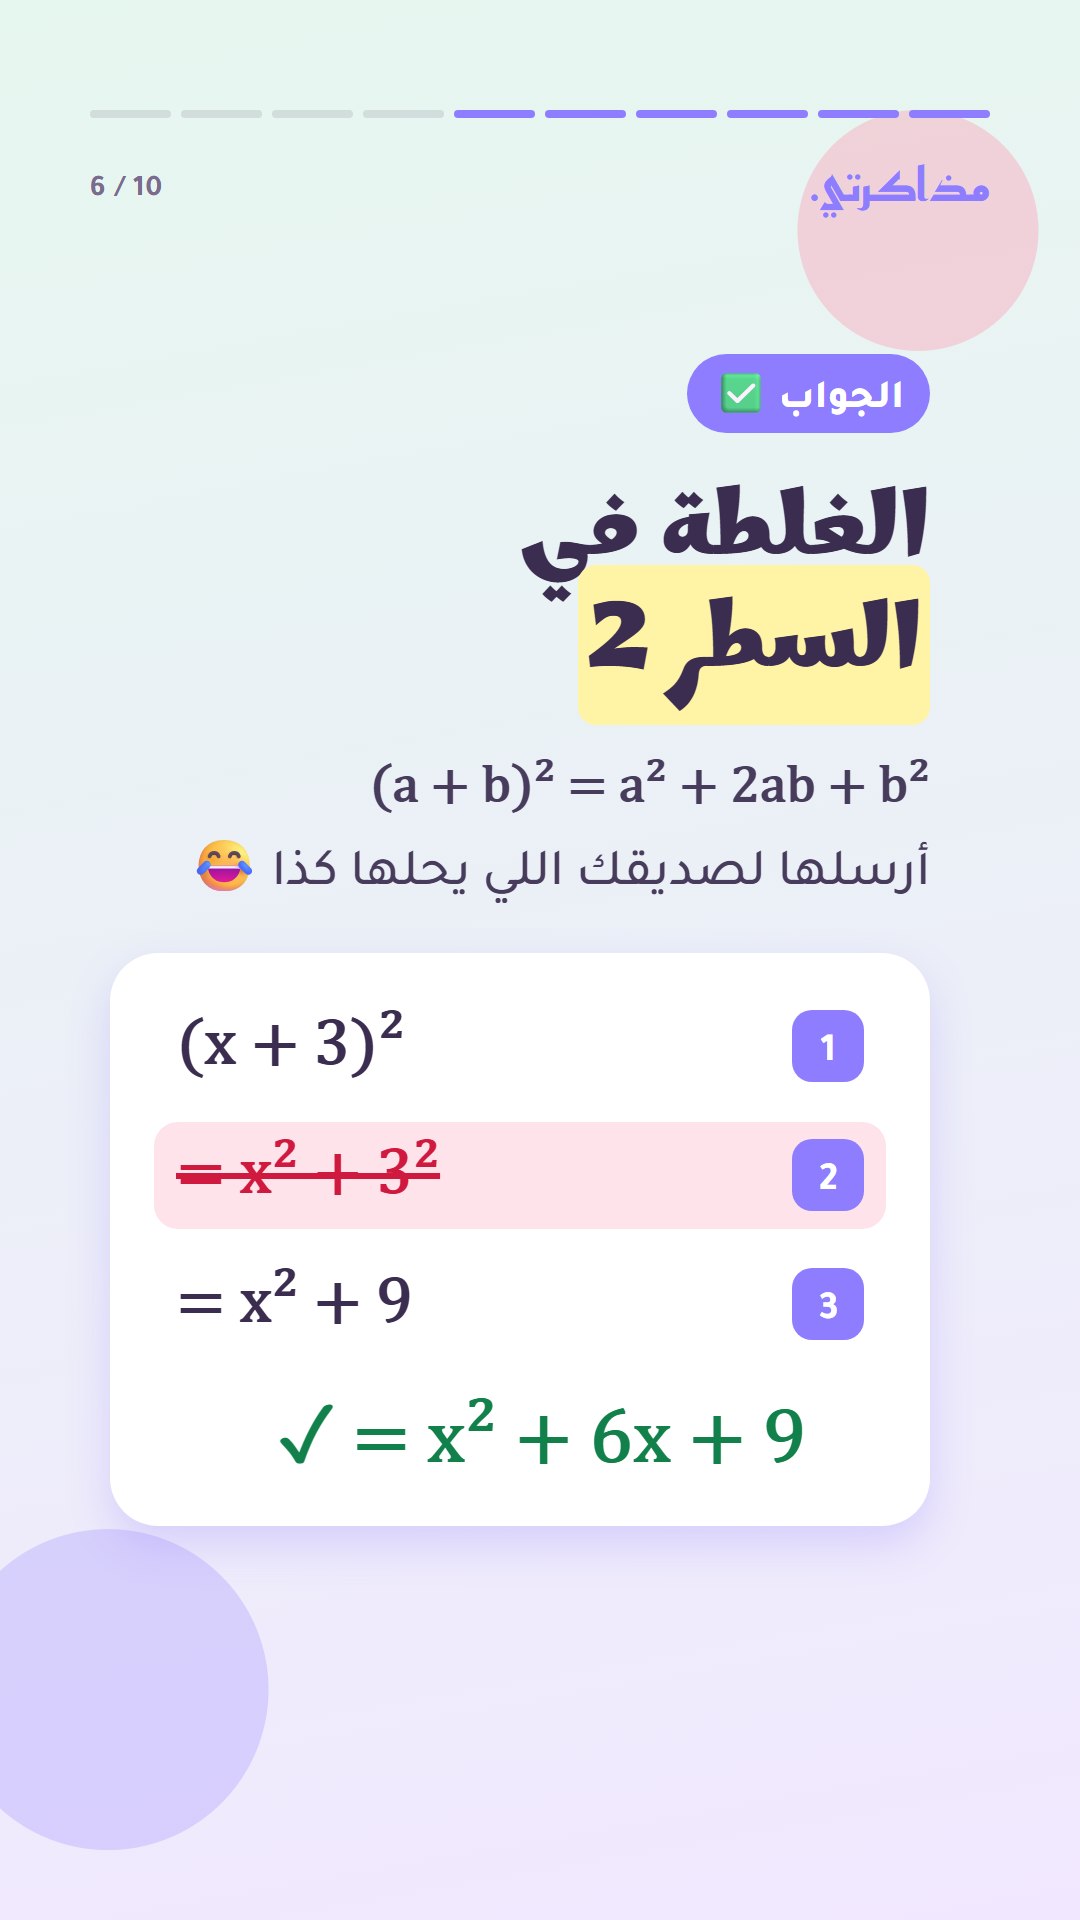 مذاكرتي.
6 / 10
الجواب ✅
الغلطة في
السطر 2
(a + b)² = a² + 2ab + b²
أرسلها لصديقك اللي يحلها كذا 😂
1 (x + 3)²
2 = x² + 3²
3 = x² + 9
✓ = x² + 6x + 9